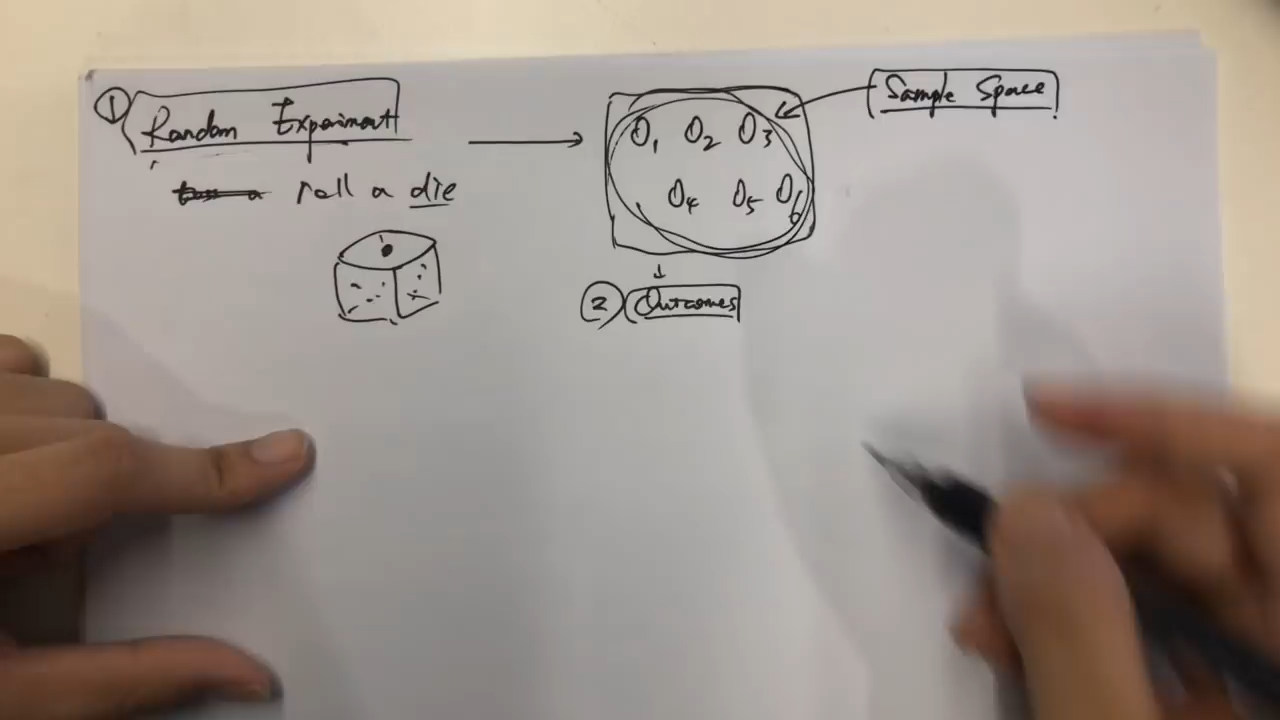 ① Random Experiment
roll a die
O1 O2 O3
O4 O5 O6
Sample Space
② Outcomes